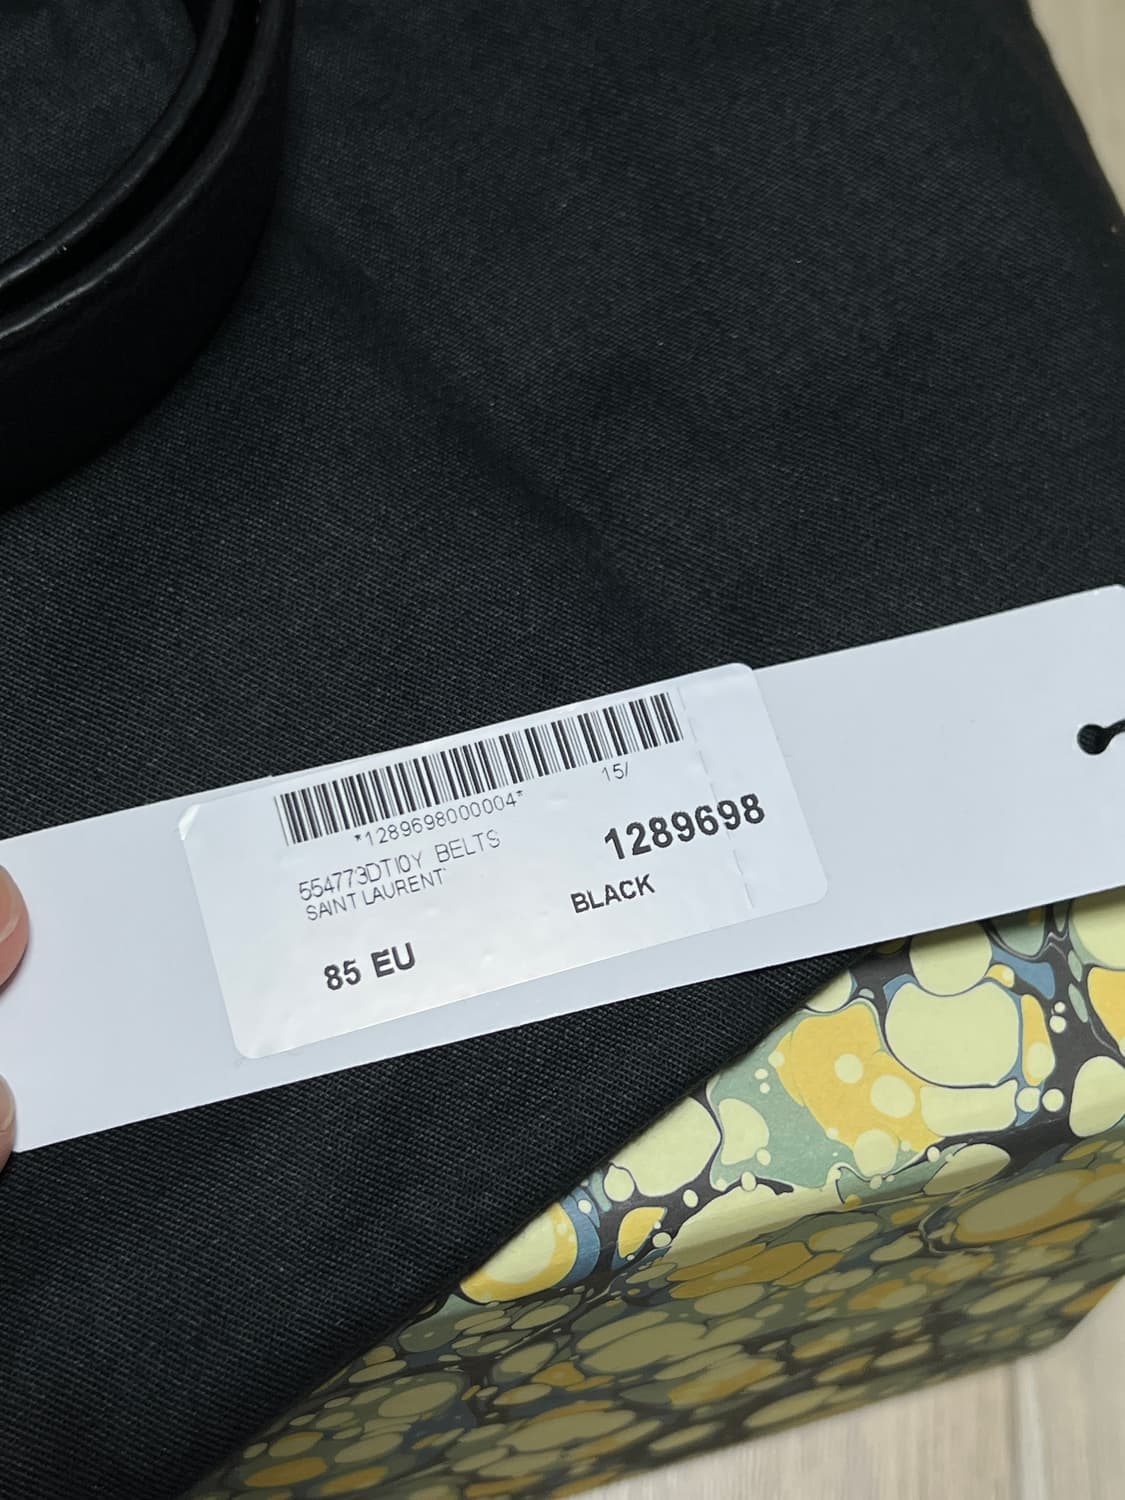 15/
*1289698000004*
1289698
554773DTI0Y BELTS
SAINT LAURENT
BLACK
85 EU